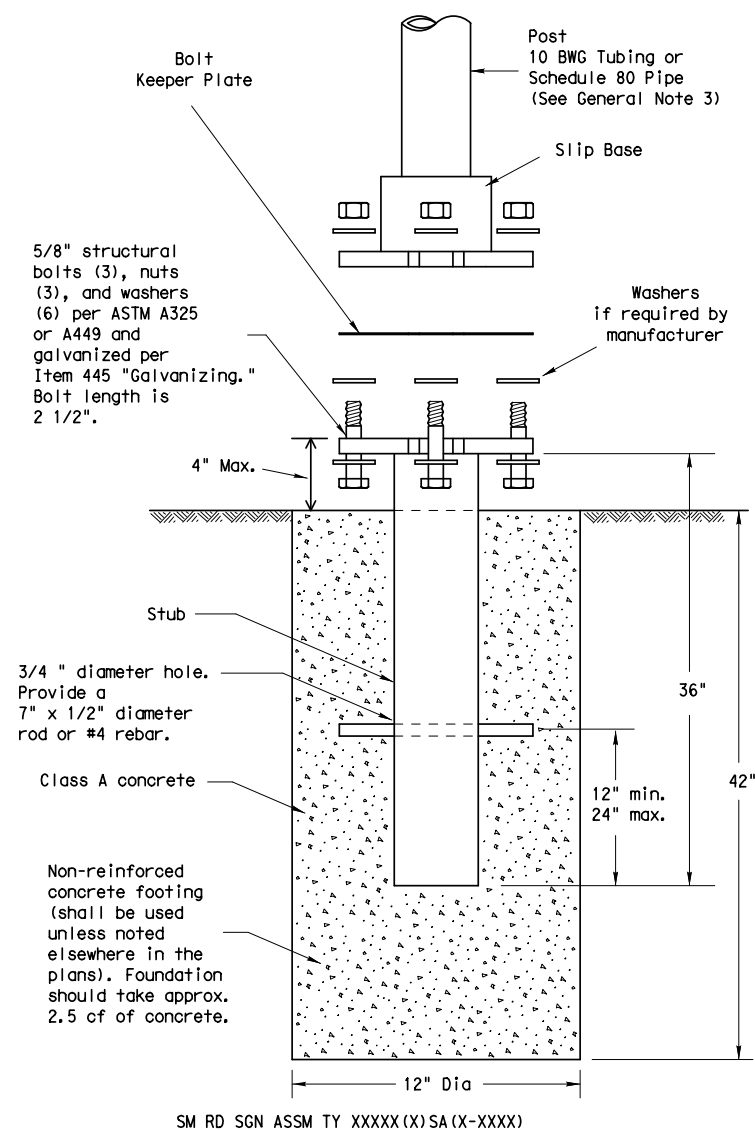 Bolt
Keeper Plate
Post
10 BWG Tubing or
Schedule 80 Pipe
(See General Note 3)
Slip Base
5/8" structural
bolts (3), nuts
(3), and washers
(6) per ASTM A325
or A449 and
galvanized per
Item 445 "Galvanizing."
Bolt length is
2 1/2".
Washers
if required by
manufacturer
4" Max.
Stub
3/4 " diameter hole.
Provide a
7" x 1/2" diameter
rod or #4 rebar.
36"
Class A concrete
12" min.
24" max.
42"
Non-reinforced
concrete footing
(shall be used
unless noted
elsewhere in the
plans). Foundation
should take approx.
2.5 cf of concrete.
12" Dia
SM RD SGN ASSM TY XXXXX(X)SA(X-XXXX)